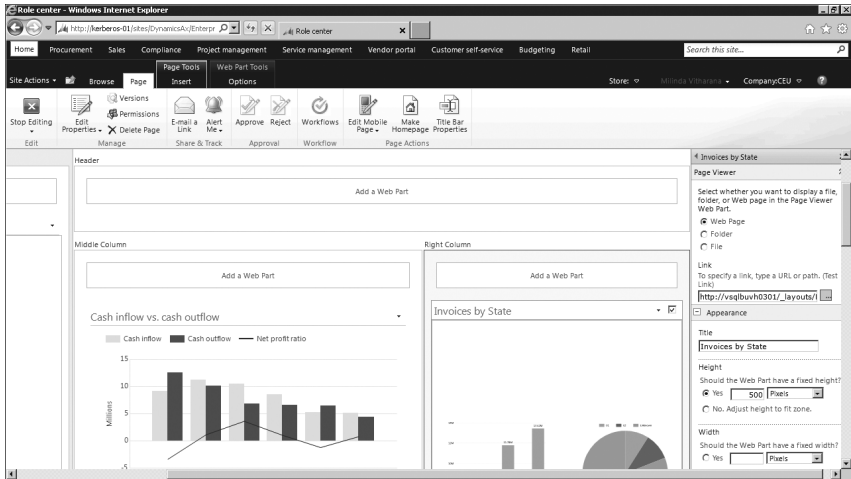 Role center - Windows Internet Explorer
http://kerberos-01/sites/DynamicsAx/Enterpr
Role center
Home Procurement Sales Compliance Project management Service management Vendor portal Customer self-service Budgeting Retail
Search this site...
Page Tools Web Part Tools
Site Actions Browse Page Insert Options
Store: Milinda Vitharana Company:CEU
Stop Editing
Edit Properties
Versions
Permissions
Delete Page
E-mail a Link
Alert Me
Approve
Reject
Workflows
Edit Mobile Page
Make Homepage
Title Bar Properties
Edit Manage Share & Track Approval Workflow Page Actions
Header
Add a Web Part
Middle Column
Add a Web Part
Cash inflow vs. cash outflow
Cash inflow Cash outflow Net profit ratio
15
10
5
0
-5
Millions
Right Column
Add a Web Part
Invoices by State
Invoices by State
Page Viewer
Select whether you want to display a file,
folder, or Web page in the Page Viewer
Web Part.
Web Page
Folder
File
Link
To specify a link, type a URL or path. (Test
Link)
http://vsqlbuvh0301/_layouts/
...
Appearance
Title
Invoices by State
Height
Should the Web Part have a fixed height?
Yes 500 Pixels
No. Adjust height to fit zone.
Width
Should the Web Part have a fixed width?
Yes Pixels